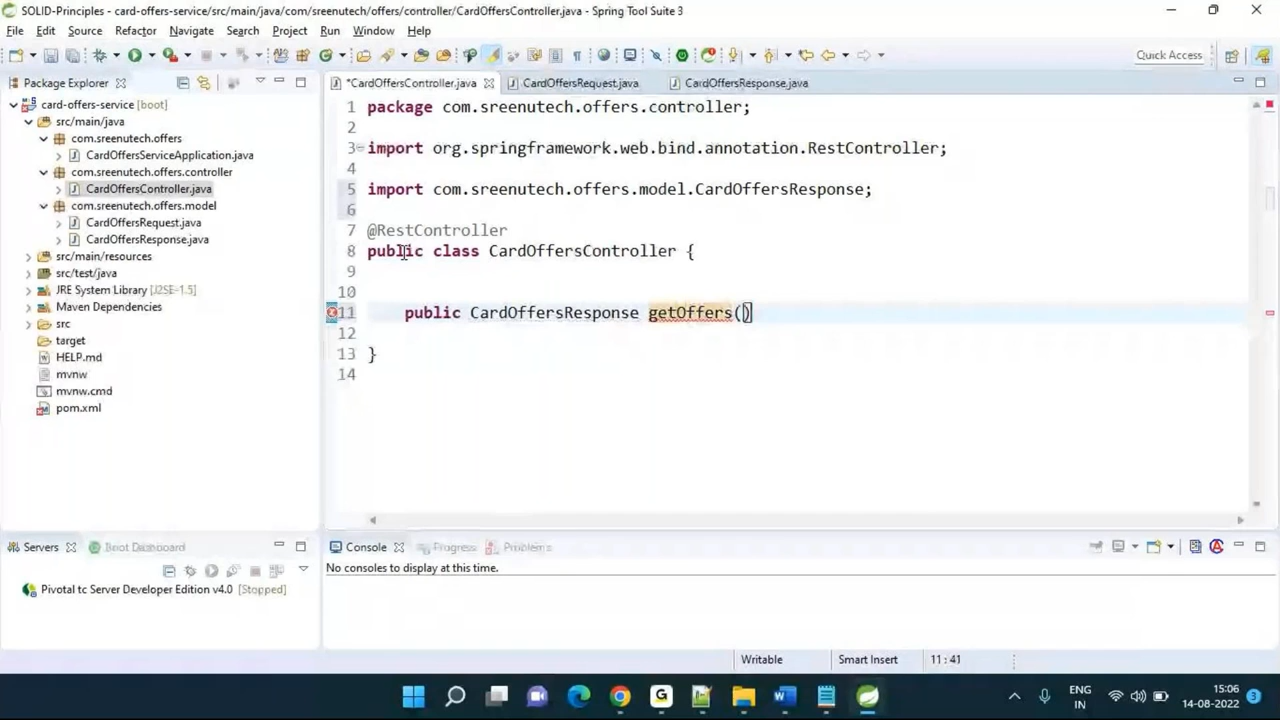 SOLID-Principles - card-offers-service/src/main/java/com/sreenutech/offers/controller/CardOffersController.java - Spring Tool Suite 3
File Edit Source Refactor Navigate Search Project Run Window Help
Quick Access
Package Explorer
*CardOffersController.java CardOffersRequest.java CardOffersResponse.java
card-offers-service [boot]
src/main/java
com.sreenutech.offers
CardOffersServiceApplication.java
com.sreenutech.offers.controller
CardOffersController.java
com.sreenutech.offers.model
CardOffersRequest.java
CardOffersResponse.java
src/main/resources
src/test/java
JRE System Library [J2SE-1.5]
Maven Dependencies
src
target
HELP.md
mvnw
mvnw.cmd
pom.xml
1 package com.sreenutech.offers.controller;
2
3 import org.springframework.web.bind.annotation.RestController;
4
5 import com.sreenutech.offers.model.CardOffersResponse;
6
7 @RestController
8 public class CardOffersController {
9
10
11 public CardOffersResponse getOffers()
12
13 }
14
Servers Boot Dashboard
Pivotal tc Server Developer Edition v4.0 [Stopped]
Console Progress Problems
No consoles to display at this time.
Writable Smart Insert 11 : 41
ENG
IN
15:06
14-08-2022
3